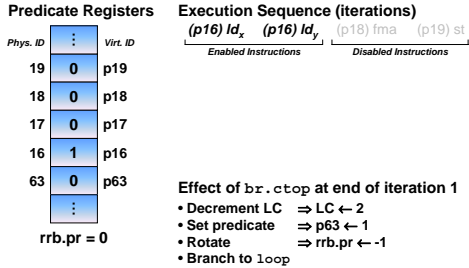 Predicate Registers
Phys. ID ⋮ Virt. ID
19 0 p19
18 0 p18
17 0 p17
16 1 p16
63 0 p63
⋮
rrb.pr = 0
Execution Sequence (iterations)
(p16) ldx (p16) ldy (p18) fma (p19) st
Enabled Instructions Disabled Instructions
Effect of br.ctop at end of iteration 1
• Decrement LC ⇒ LC ← 2
• Set predicate ⇒ p63 ← 1
• Rotate ⇒ rrb.pr ← -1
• Branch to loop